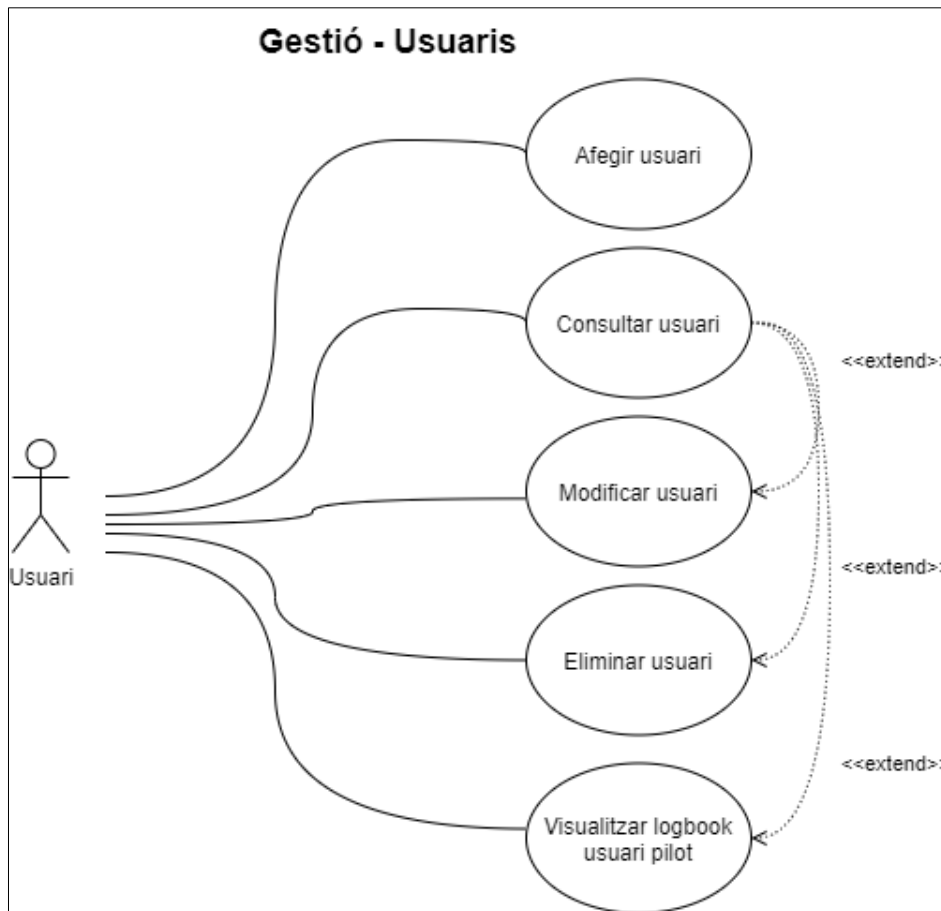 Gestió - Usuaris
Afegir usuari
Consultar usuari
<<extend>>
Modificar usuari
<<extend>>
Usuari
Eliminar usuari
<<extend>>
Visualitzar logbook
usuari pilot